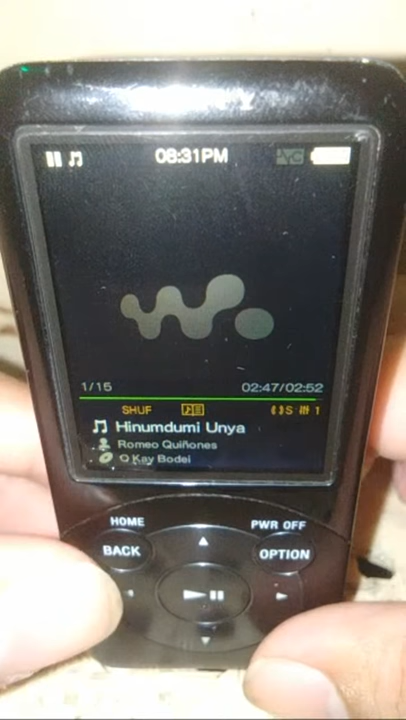 08:31PM
1/15 02:47/02:52
SHUF S 1
Hinumdumi Unya
Romeo Quiñones
O Kay Bodei
HOME PWR OFF
BACK OPTION